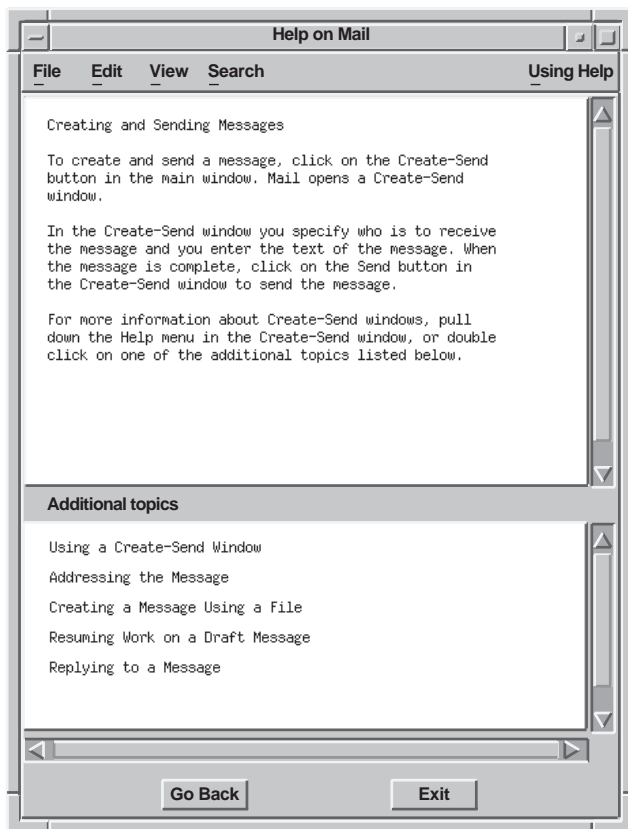 Help on Mail
File Edit View Search Using Help
Creating and Sending Messages
To create and send a message, click on the Create-Send
button in the main window. Mail opens a Create-Send
window.
In the Create-Send window you specify who is to receive
the message and you enter the text of the message. When
the message is complete, click on the Send button in
the Create-Send window to send the message.
For more information about Create-Send windows, pull
down the Help menu in the Create-Send window, or double
click on one of the additional topics listed below.
Additional topics
Using a Create-Send Window
Addressing the Message
Creating a Message Using a File
Resuming Work on a Draft Message
Replying to a Message
Go Back Exit